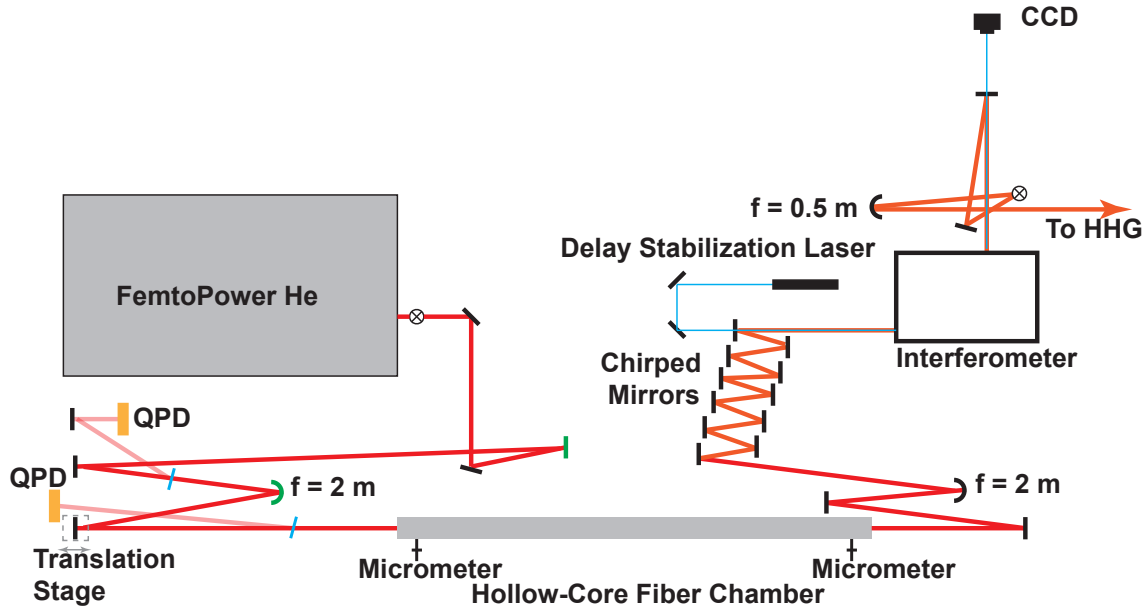 CCD
f = 0.5 m
To HHG
Delay Stabilization Laser
FemtoPower He
Interferometer
Chirped
Mirrors
QPD
QPD
f = 2 m
f = 2 m
Translation
Stage
Micrometer
Micrometer
Hollow-Core Fiber Chamber